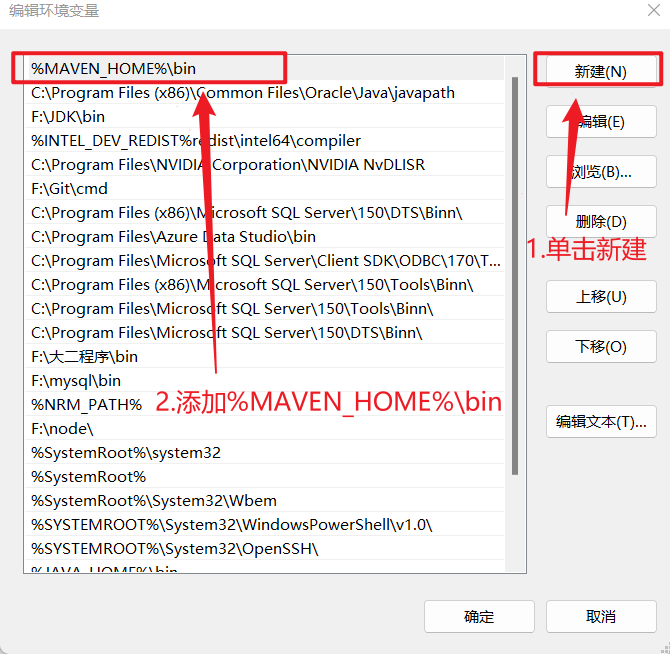 编辑环境变量
%MAVEN_HOME%\bin
C:\Program Files (x86)\Common Files\Oracle\Java\javapath
F:\JDK\bin
%INTEL_DEV_REDIST%redist\intel64\compiler
C:\Program Files\NVIDIA Corporation\NVIDIA NvDLISR
F:\Git\cmd
C:\Program Files (x86)\Microsoft SQL Server\150\DTS\Binn\
C:\Program Files\Azure Data Studio\bin
C:\Program Files\Microsoft SQL Server\Client SDK\ODBC\170\T...
C:\Program Files (x86)\Microsoft SQL Server\150\Tools\Binn\
C:\Program Files\Microsoft SQL Server\150\Tools\Binn\
C:\Program Files\Microsoft SQL Server\150\DTS\Binn\
F:\大二程序\bin
F:\mysql\bin
%NRM_PATH%
F:\node\
%SystemRoot%\system32
%SystemRoot%
%SystemRoot%\System32\Wbem
%SYSTEMROOT%\System32\WindowsPowerShell\v1.0\
%SYSTEMROOT%\System32\OpenSSH\
%JAVA_HOME%\bin
2.添加%MAVEN_HOME%\bin
新建(N)
编辑(E)
浏览(B)...
删除(D)
1.单击新建
上移(U)
下移(O)
编辑文本(T)...
确定
取消